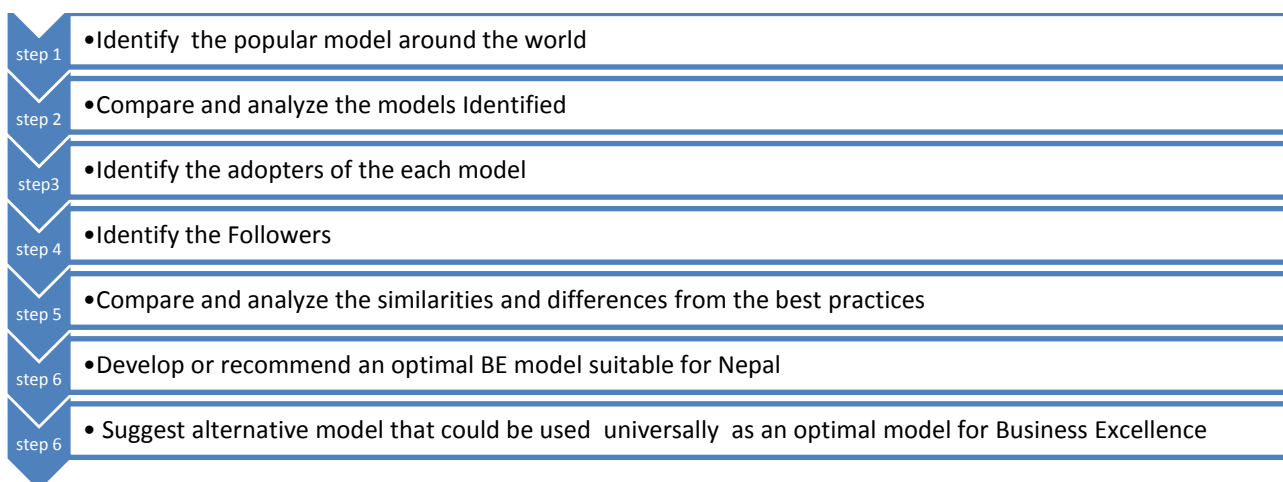 step 1
•Identify the popular model around the world
step 2
•Compare and analyze the models Identified
step3
•Identify the adopters of the each model
step 4
•Identify the Followers
step 5
•Compare and analyze the similarities and differences from the best practices
step 6
•Develop or recommend an optimal BE model suitable for Nepal
step 6
• Suggest alternative model that could be used universally as an optimal model for Business Excellence